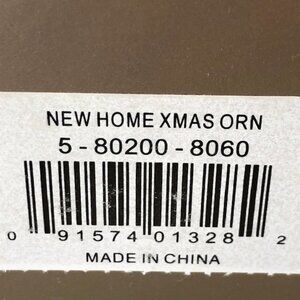 NEW HOME XMAS ORN
5 - 80200 - 8060
0 91574 01328 2
MADE IN CHINA